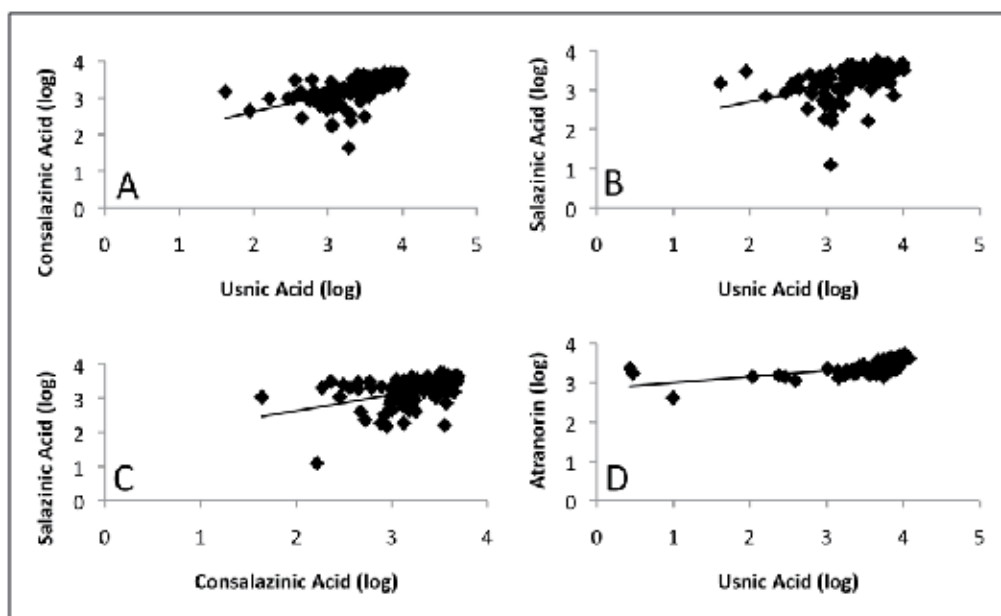 Consalazinic Acid (log)
4
3
2
1
0
A
0 1 2 3 4 5
Usnic Acid (log)
Salazinic Acid (log)
4
3
2
1
0
B
0 1 2 3 4 5
Usnic Acid (log)
Salazinic Acid (log)
4
3
2
1
0
C
0 1 2 3 4
Consalazinic Acid (log)
Atranorin (log)
4
3
2
1
0
D
0 1 2 3 4 5
Usnic Acid (log)